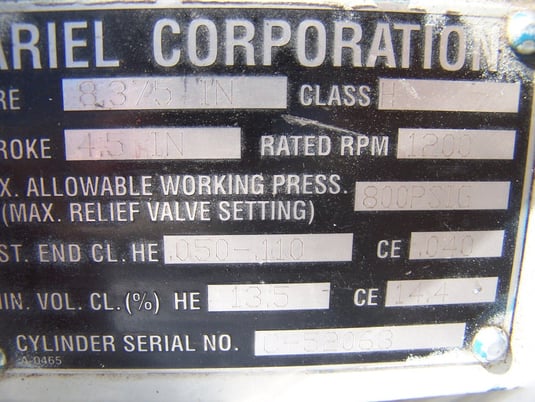 ARIEL CORPORATION
RE 8.375 IN CLASS H
ROKE 4.5 IN RATED RPM 1200
X. ALLOWABLE WORKING PRESS.
(MAX. RELIEF VALVE SETTING) 800PSIG
ST. END CL. HE .050-.110 CE .040
IN. VOL. CL.(%) HE 13.5 CE 14.4
CYLINDER SERIAL NO.
A-0465